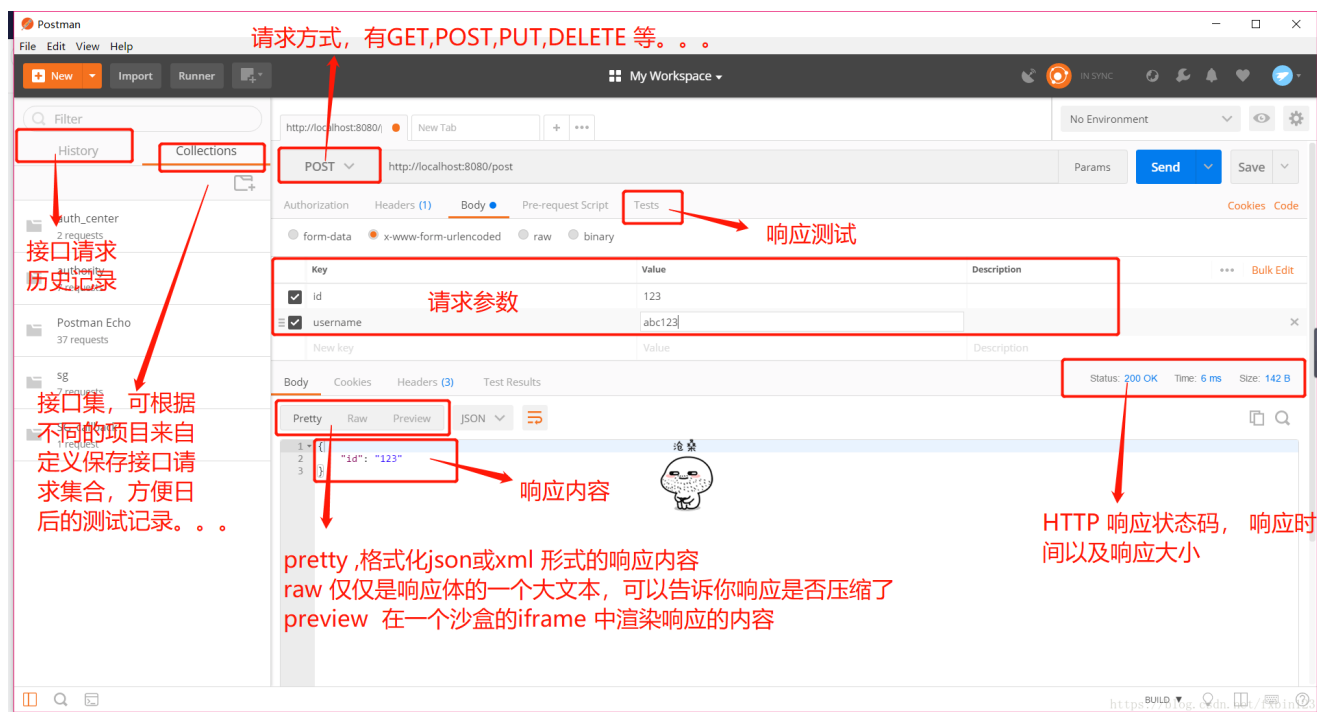 Postman
File Edit View Help
请求方式，有GET,POST,PUT,DELETE 等。。。
New Import Runner
My Workspace
IN SYNC
Filter
History Collections
http://localhost:8080/p New Tab + •••
No Environment
POST http://localhost:8080/post Params Send Save
Authorization Headers (1) Body Pre-request Script Tests
Cookies Code
form-data x-www-form-urlencoded raw binary
响应测试
auth_center
2 requests
接口请求
历史记录
authority
Postman Echo
37 requests
sg
7 requests
1 request
接口集，可根据
不同的项目来自
定义保存接口请
求集合，方便日
后的测试记录。。。
Key Value Description ••• Bulk Edit
id 123
请求参数
username abc123
New key Value Description
Body Cookies Headers (3) Test Results
Status: 200 OK Time: 6 ms Size: 142 B
Pretty Raw Preview JSON
1 {
2 "id": "123"
3 }
沧桑
响应内容
HTTP 响应状态码， 响应时
间以及响应大小
pretty ,格式化json或xml 形式的响应内容
raw 仅仅是响应体的一个大文本，可以告诉你响应是否压缩了
preview 在一个沙盒的iframe 中渲染响应的内容
BUILD